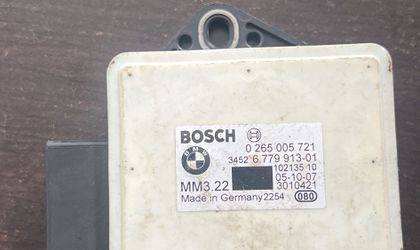 BOSCH 0 265 005 721
BMW 3452 6 779 913-01
102135 10
MM3.22 05-10-07
3010421
Made in Germany2254 080